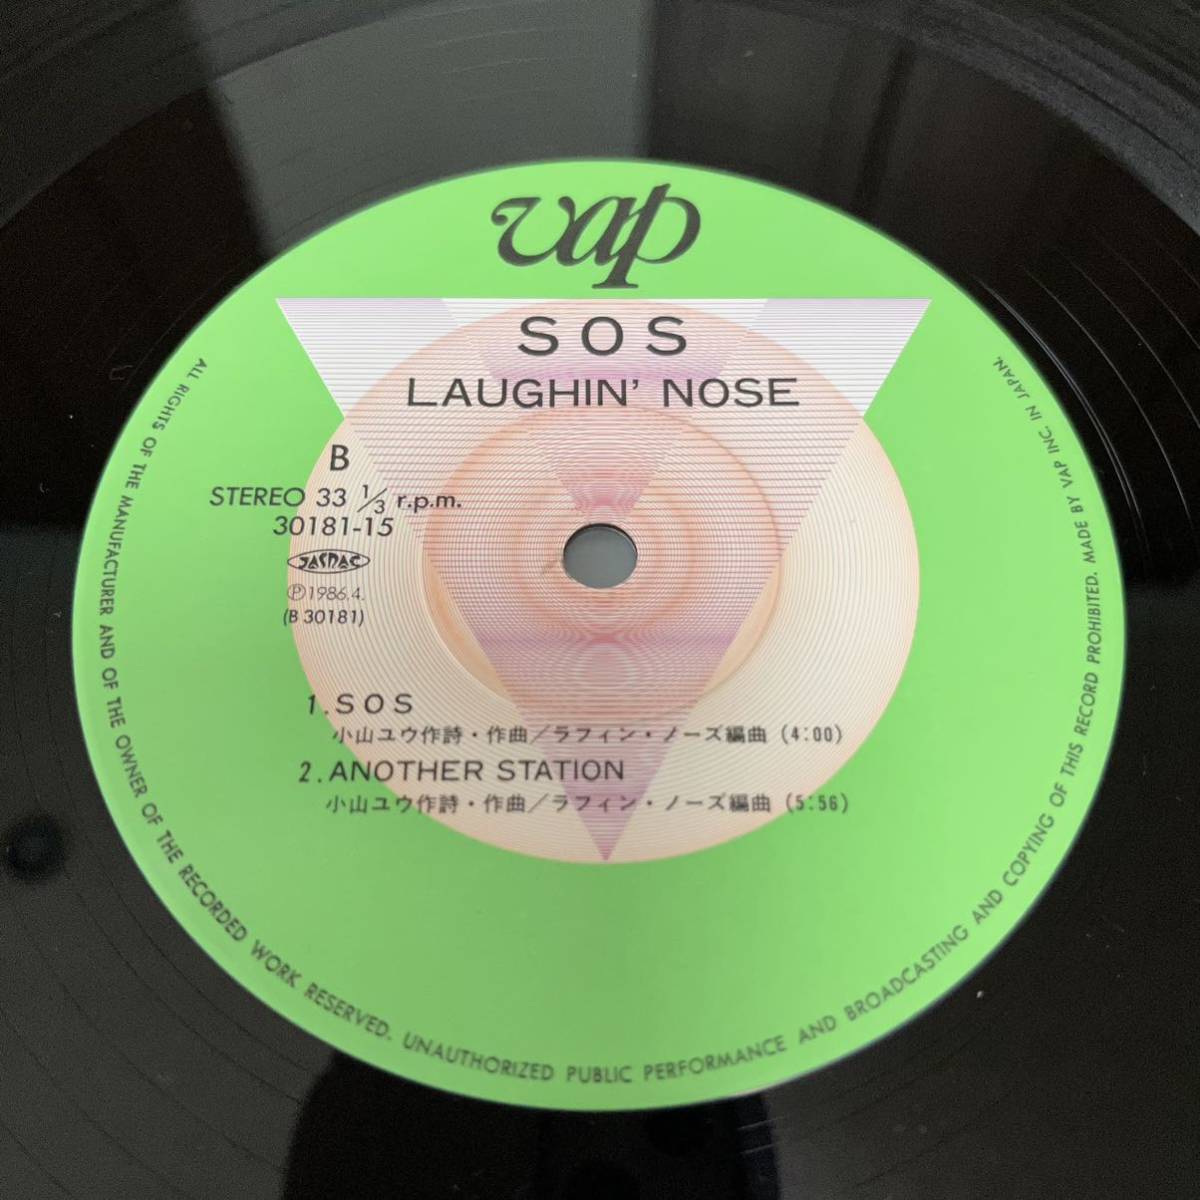 vap
SOS
LAUGHIN' NOSE
B
STEREO 33 1/3 r.p.m.
30181-15
JASRAC
Ⓟ1986.4.
(B 30181)
1.SOS
小山ユウ作詩・作曲／ラフィン・ノーズ編曲 (4:00)
2.ANOTHER STATION
小山ユウ作詩・作曲／ラフィン・ノーズ編曲 (5:56)
ALL RIGHTS OF THE MANUFACTURER AND OF THE OWNER OF THE RECORDED WORK RESERVED. UNAUTHORIZED PUBLIC PERFORMANCE AND BROADCASTING AND COPYING OF THIS RECORD PROHIBITED. MADE BY VAP INC. IN JAPAN.